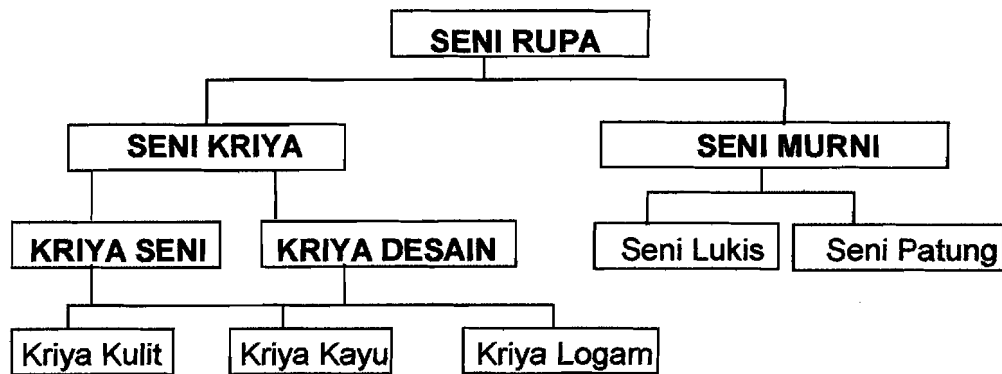 SENI RUPA
SENI KRIYA
SENI MURNI
KRIYA SENI
KRIYA DESAIN
Seni Lukis
Seni Patung
Kriya Kulit
Kriya Kayu
Kriya Logam